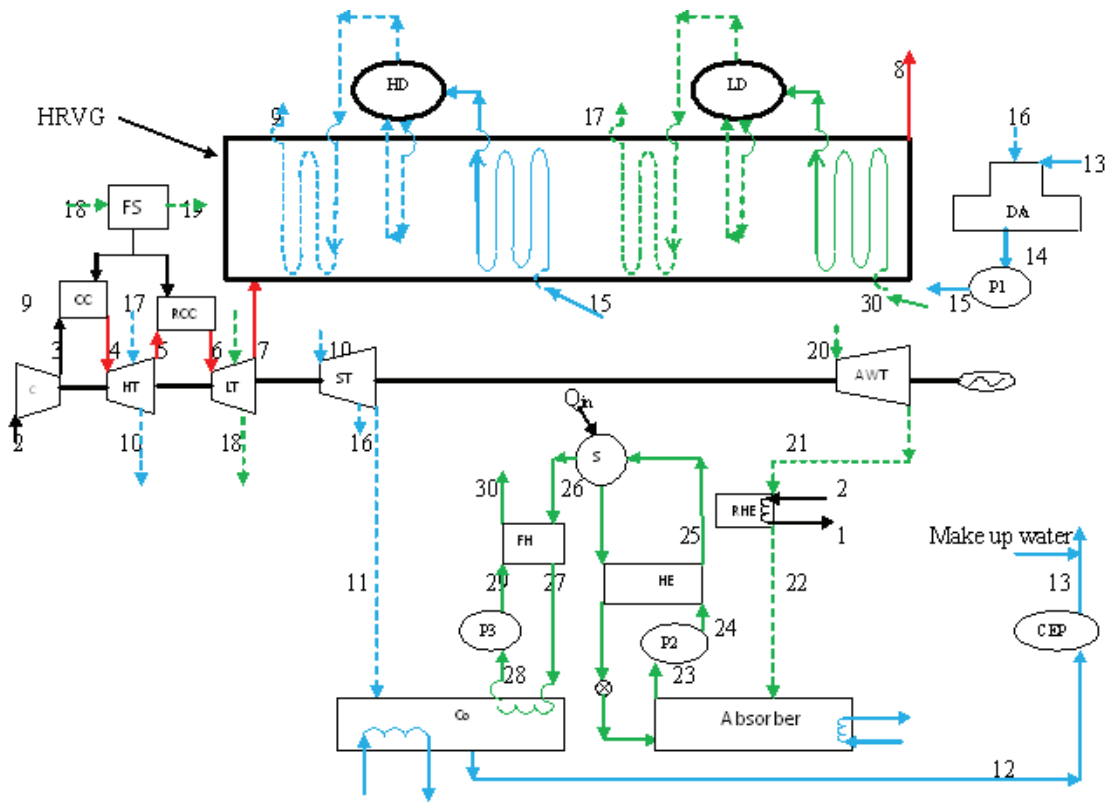 HD
LD
8
HRVG
9
17
16
13
18
FS
19
DA
14
9
CC
17
RCC
15
30
15
P1
3
4
5
6
7
10
20
C
HT
LT
ST
AWT
2
10
18
16
Qin
21
S
30
26
2
RHE
1
FH
25
Make up water
11
29
27
HE
22
13
P3
24
P2
CEP
28
23
Co
Absorber
12